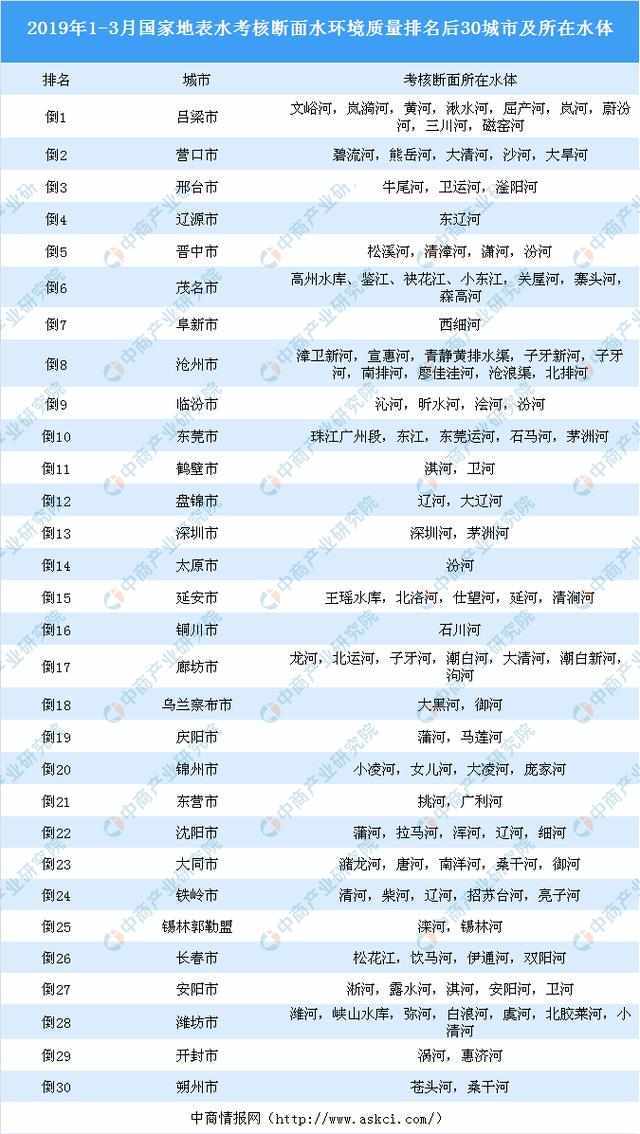 2019年1-3月国家地表水考核断面水环境质量排名后30城市及所在水体
排名 城市 考核断面所在水体
倒1 吕梁市 文峪河，岚漪河，黄河，湫水河，屈产河，岚河，蔚汾
河，三川河，磁窑河
倒2 营口市 碧流河，熊岳河，大清河，沙河，大旱河
倒3 邢台市 牛尾河，卫运河，滏阳河
倒4 辽源市 东辽河
倒5 晋中市 松溪河，清漳河，潇河，汾河
倒6 茂名市 高州水库、鉴江、袂花江、小东江，关屋河，寨头河，
森高河
倒7 阜新市 西细河
倒8 沧州市 漳卫新河，宣惠河，青静黄排水渠，子牙新河，子牙
河，南排河，廖佳洼河，沧浪渠，北排河
倒9 临汾市 沁河，昕水河，浍河，汾河
倒10 东莞市 珠江广州段，东江，东莞运河，石马河，茅洲河
倒11 鹤壁市 淇河，卫河
倒12 盘锦市 辽河，大辽河
倒13 深圳市 深圳河，茅洲河
倒14 太原市 汾河
倒15 延安市 王瑶水库，北洛河，仕望河，延河，清涧河
倒16 铜川市 石川河
倒17 廊坊市 龙河，北运河，子牙河，潮白河，大清河，潮白新河，
泃河
倒18 乌兰察布市 大黑河，御河
倒19 庆阳市 蒲河，马莲河
倒20 锦州市 小凌河，女儿河，大凌河，庞家河
倒21 东营市 挑河，广利河
倒22 沈阳市 蒲河，拉马河，浑河，辽河，细河
倒23 大同市 潴龙河，唐河，南洋河，桑干河，御河
倒24 铁岭市 清河，柴河，辽河，招苏台河，亮子河
倒25 锡林郭勒盟 滦河，锡林河
倒26 长春市 松花江，饮马河，伊通河，双阳河
倒27 安阳市 淅河，露水河，淇河，安阳河，卫河
倒28 潍坊市 潍河，峡山水库，弥河，白浪河，虞河，北胶莱河，小
清河
倒29 开封市 涡河，惠济河
倒30 朔州市 苍头河，桑干河
中商情报网（http://www.askci.com/）